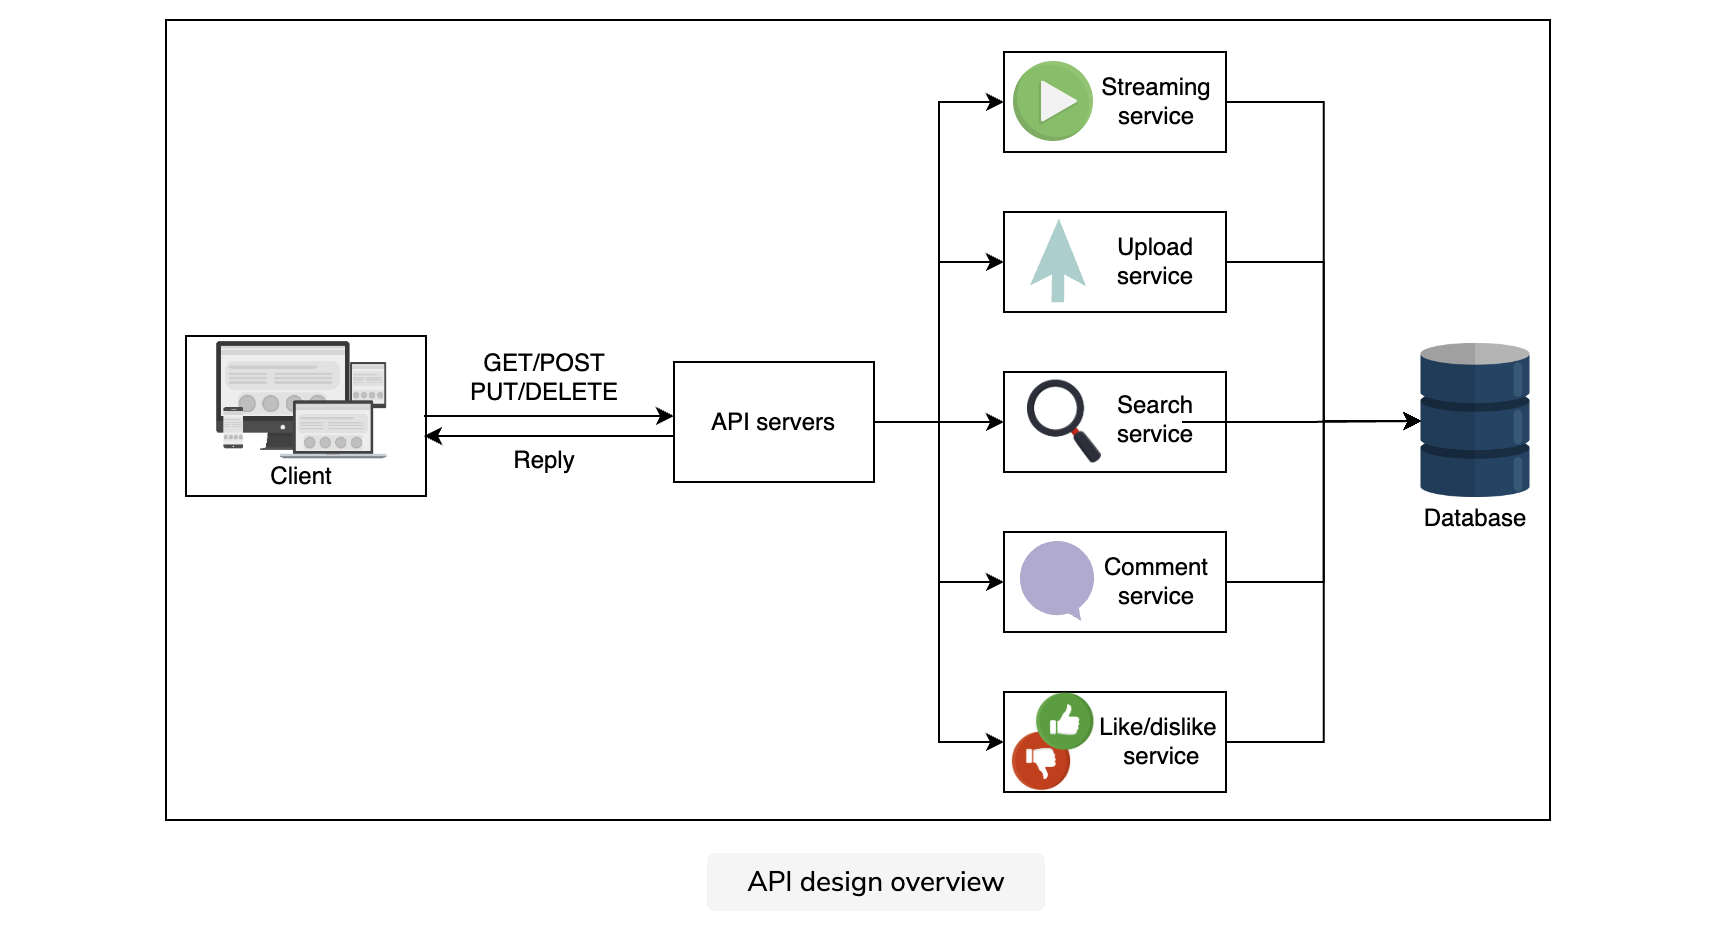 Streaming
service
Upload
service
GET/POST
PUT/DELETE
API servers
Search
service
Reply
Client
Database
Comment
service
Like/dislike
service
API design overview